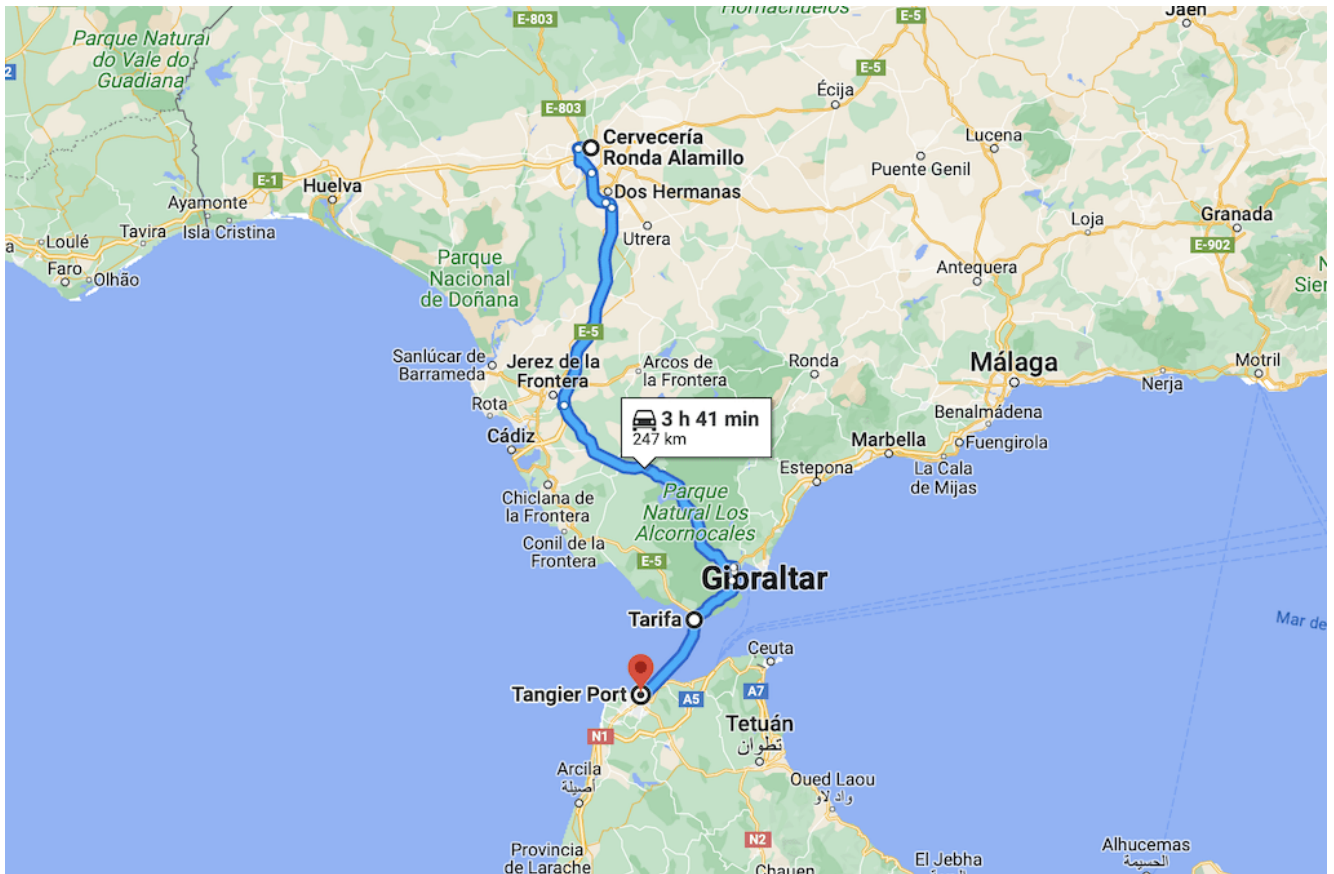 Hornachuelos
Jaén
E-5
E-803
Parque Natural
do Vale do
Guadiana
2
E-5
Écija
E-803
Cervecería
Ronda Alamillo
Lucena
Puente Genil
E-1
Huelva
Dos Hermanas
Ayamonte
Isla Cristina
Tavira
Loulé
Faro
Olhão
Utrera
Loja
Granada
E-902
Parque
Nacional
de Doñana
Antequera
N
Sier
E-5
Sanlúcar de
Barrameda
Jerez de la
Frontera
Arcos de
la Frontera
Ronda
Málaga
Motril
Nerja
Rota
Cádiz
3 h 41 min
247 km
Benalmádena
Fuengirola
Marbella
La Cala
de Mijas
Estepona
Chiclana de
la Frontera
Parque
Natural Los
Alcornocales
Conil de la
Frontera
E-5
Gibraltar
Tarifa
Mar de
Ceuta
Tangier Port
A5
A7
N1
Tetuán
تطوان
Arcila
أصيلة
Oued Laou
واد لاو
N2
Provincia
de Larache
Chauen
El Jebha
Alhucemas
الحسيمة